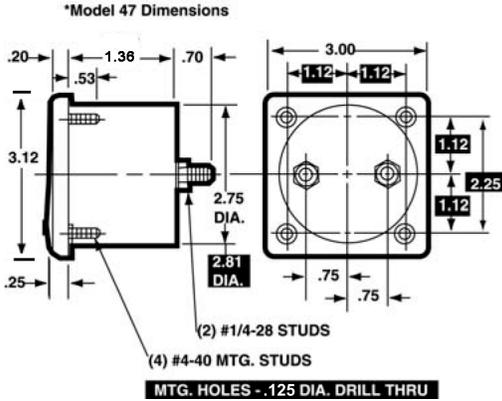 *Model 47 Dimensions
.20
1.36
.70
3.00
.53
1.12
1.12
3.12
1.12
2.25
2.75
DIA.
1.12
2.81
DIA.
.25
.75
.75
(2) #1/4-28 STUDS
(4) #4-40 MTG. STUDS
MTG. HOLES - .125 DIA. DRILL THRU